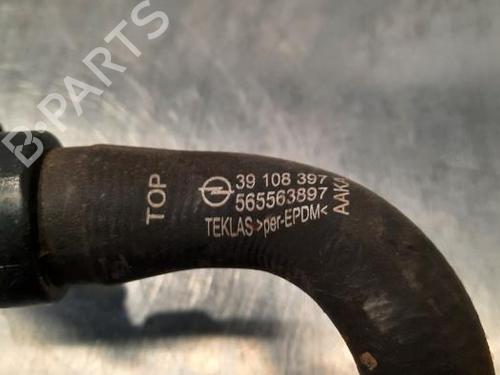 B-PARTS
TOP
39 108 397
565563897
TEKLAS >per-EPDM<
AAKA